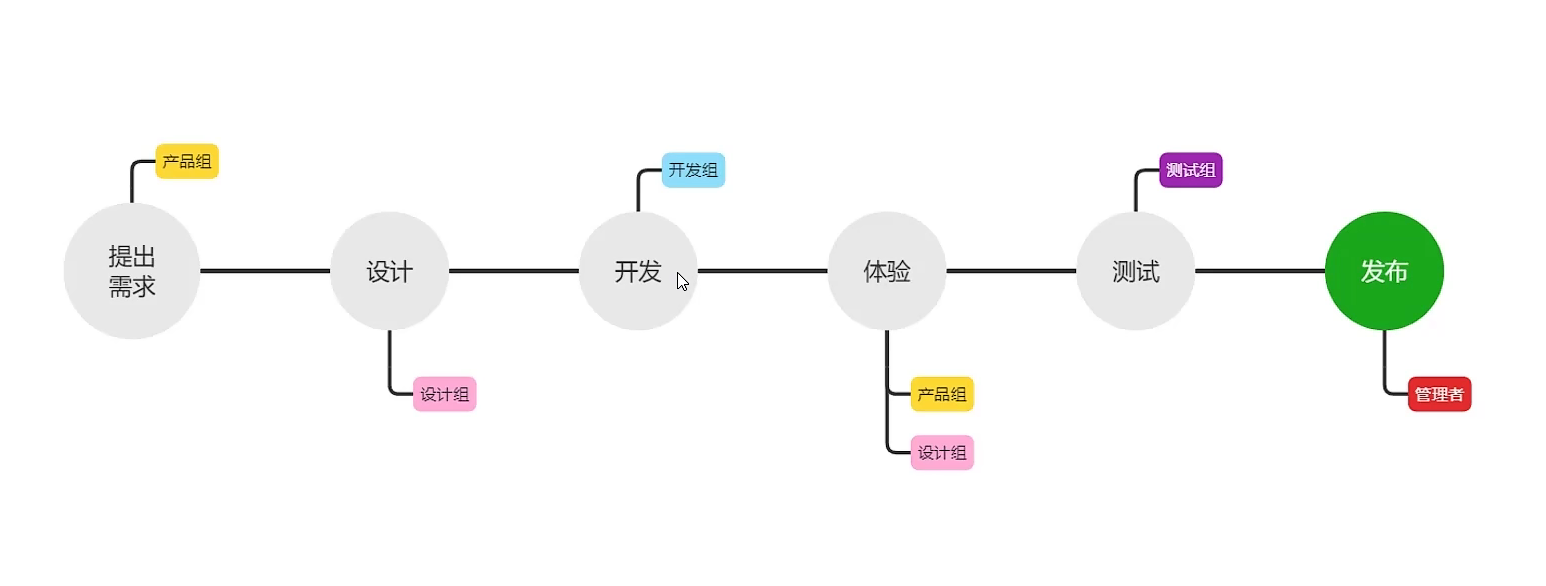 产品组
提出
需求
设计
设计组
开发组
开发
体验
产品组
设计组
测试组
测试
发布
管理者